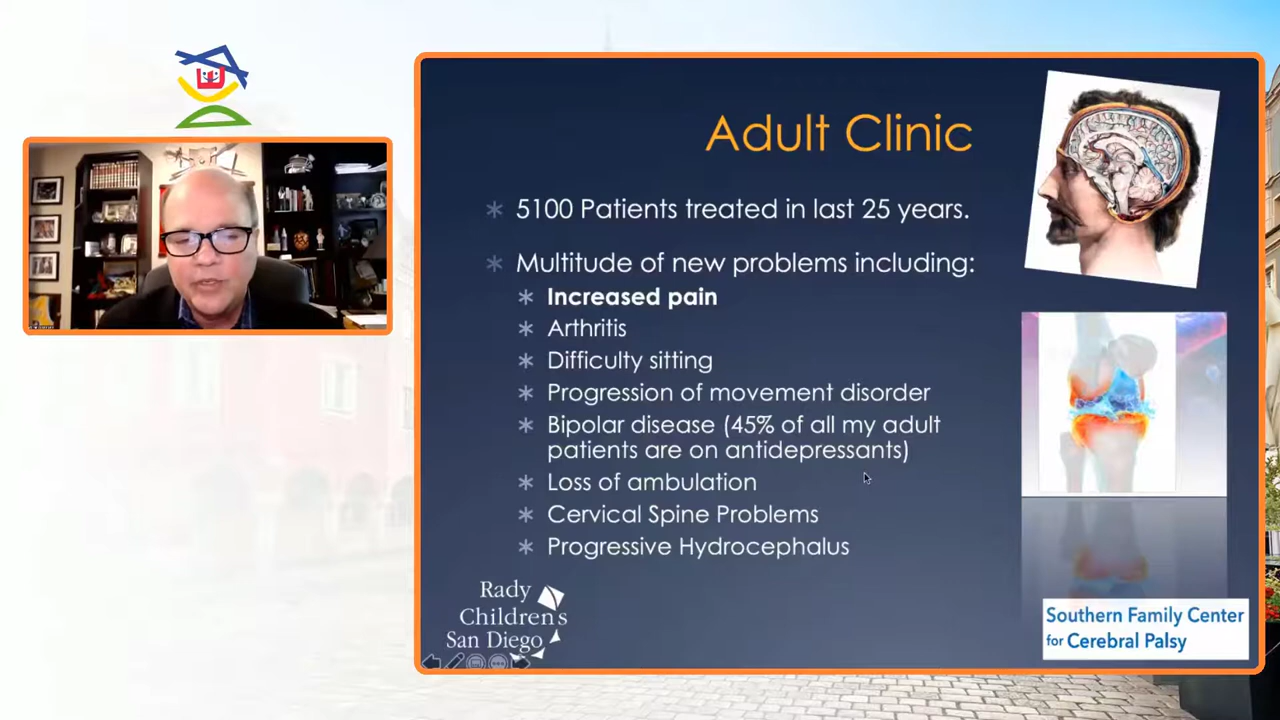 Adult Clinic
5100 Patients treated in last 25 years.
Multitude of new problems including:
Increased pain
Arthritis
Difficulty sitting
Progression of movement disorder
Bipolar disease (45% of all my adult
patients are on antidepressants)
Loss of ambulation
Cervical Spine Problems
Progressive Hydrocephalus
Rady
Children's
San Diego
Southern Family Center
for Cerebral Palsy